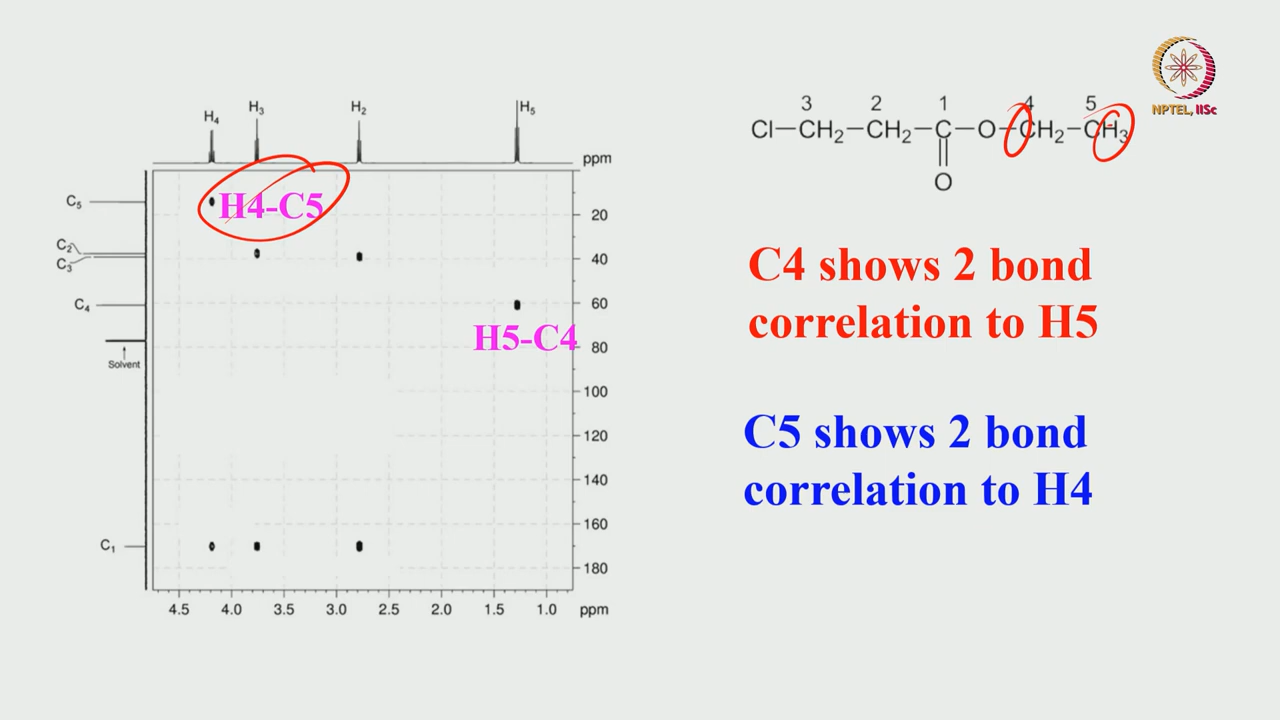 NPTEL, IISc
3 2 1 4 5
Cl—CH₂—CH₂—C—O—CH₂—CH₃
O
H₄ H₃ H₂ H₅
ppm
C₅
H4-C5
20
C₂
C₃
40
C₄
60
H5-C4
80
Solvent
100
120
140
160
C₁
180
4.5 4.0 3.5 3.0 2.5 2.0 1.5 1.0 ppm
C4 shows 2 bond
correlation to H5
C5 shows 2 bond
correlation to H4